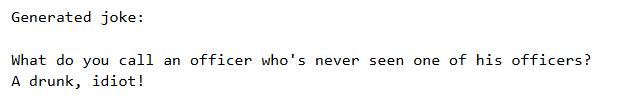 Generated joke:
What do you call an officer who's never seen one of his officers?
A drunk, idiot!